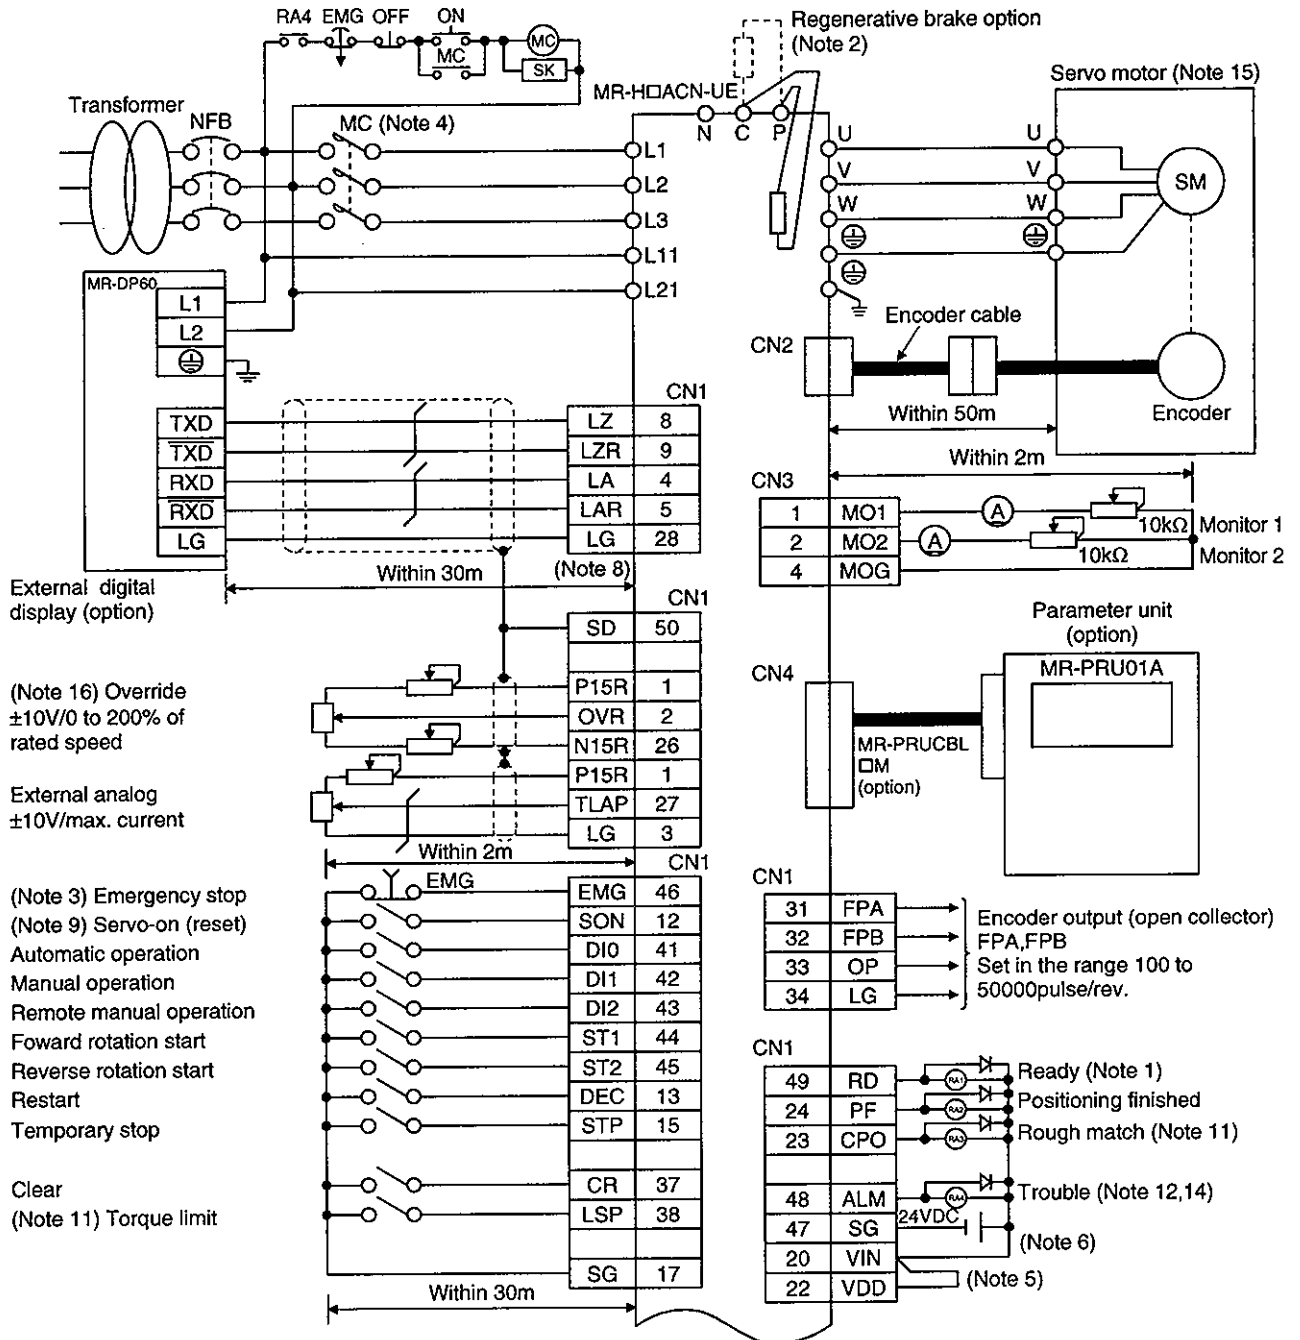 RA4 EMG OFF ON
MC
MC
SK
Regenerative brake option
(Note 2)
MR-H□ACN-UE
N C P
Servo motor (Note 15)
Transformer
NFB
MC (Note 4)
L1
L2
L3
L11
L21
U
V
W
U
V
W
SM
Encoder
MR-DP60
L1
L2
TXD
TXD
RXD
RXD
LG
External digital
display (option)
Within 30m
CN1
LZ 8
LZR 9
LA 4
LAR 5
LG 28
(Note 8)
CN1
SD 50
P15R 1
OVR 2
N15R 26
P15R 1
TLAP 27
LG 3
(Note 16) Override
±10V/0 to 200% of
rated speed
External analog
±10V/max. current
Within 2m
CN1
EMG
(Note 3) Emergency stop
EMG 46
(Note 9) Servo-on (reset)
SON 12
Automatic operation
DI0 41
Manual operation
DI1 42
Remote manual operation
DI2 43
Foward rotation start
ST1 44
Reverse rotation start
ST2 45
Restart
DEC 13
Temporary stop
STP 15
Clear
CR 37
(Note 11) Torque limit
LSP 38
SG 17
Within 30m
CN2
Encoder cable
Within 50m
Within 2m
CN3
1 MO1
2 MO2
4 MOG
A
A
10kΩ
10kΩ
Monitor 1
Monitor 2
Parameter unit
(option)
MR-PRU01A
CN4
MR-PRUCBL
□M
(option)
CN1
31 FPA
32 FPB
33 OP
34 LG
Encoder output (open collector)
FPA,FPB
Set in the range 100 to
50000pulse/rev.
CN1
49 RD
RA1
Ready (Note 1)
24 PF
RA2
Positioning finished
23 CPO
RA3
Rough match (Note 11)
48 ALM
RA4
Trouble (Note 12,14)
47 SG
24VDC
(Note 6)
20 VIN
22 VDD
(Note 5)